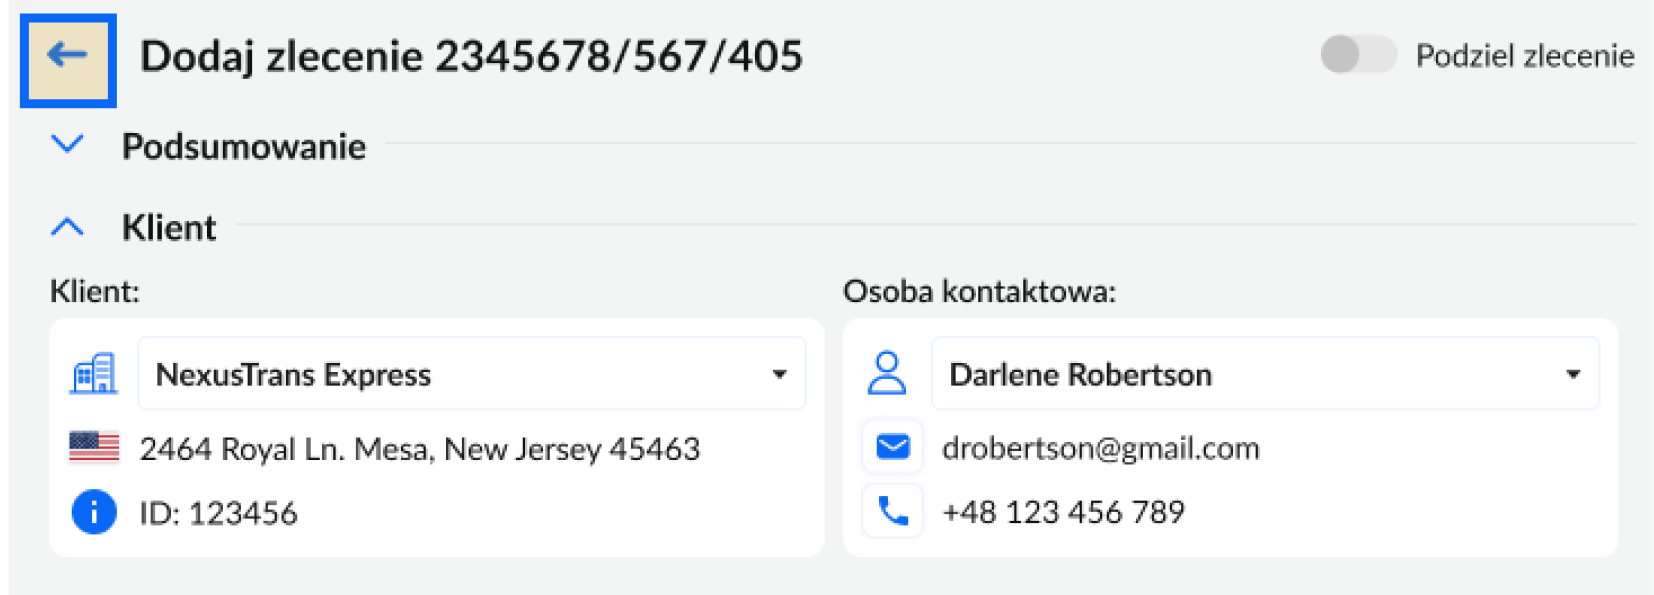 Dodaj zlecenie 2345678/567/405
Podziel zlecenie
Podsumowanie
Klient
Klient:
NexusTrans Express
2464 Royal Ln. Mesa, New Jersey 45463
ID: 123456
Osoba kontaktowa:
Darlene Robertson
drobertson@gmail.com
+48 123 456 789